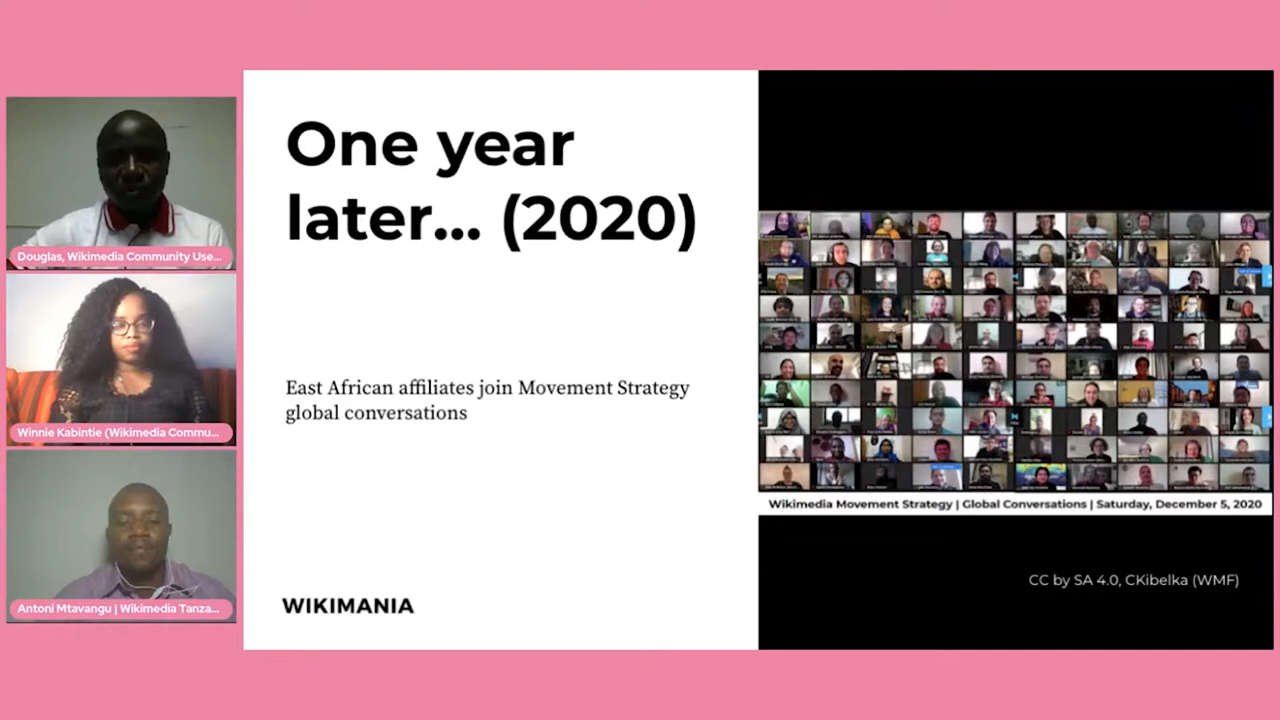 Douglas, Wikimedia Community Use...
Winnie Kabintie (Wikimedia Commu...
Antoni Mtavangu | Wikimedia Tanza...
One year
later... (2020)
East African affiliates join Movement Strategy
global conversations
WIKIMANIA
Wikimedia Movement Strategy | Global Conversations | Saturday, December 5, 2020
CC by SA 4.0, CKibelka (WMF)